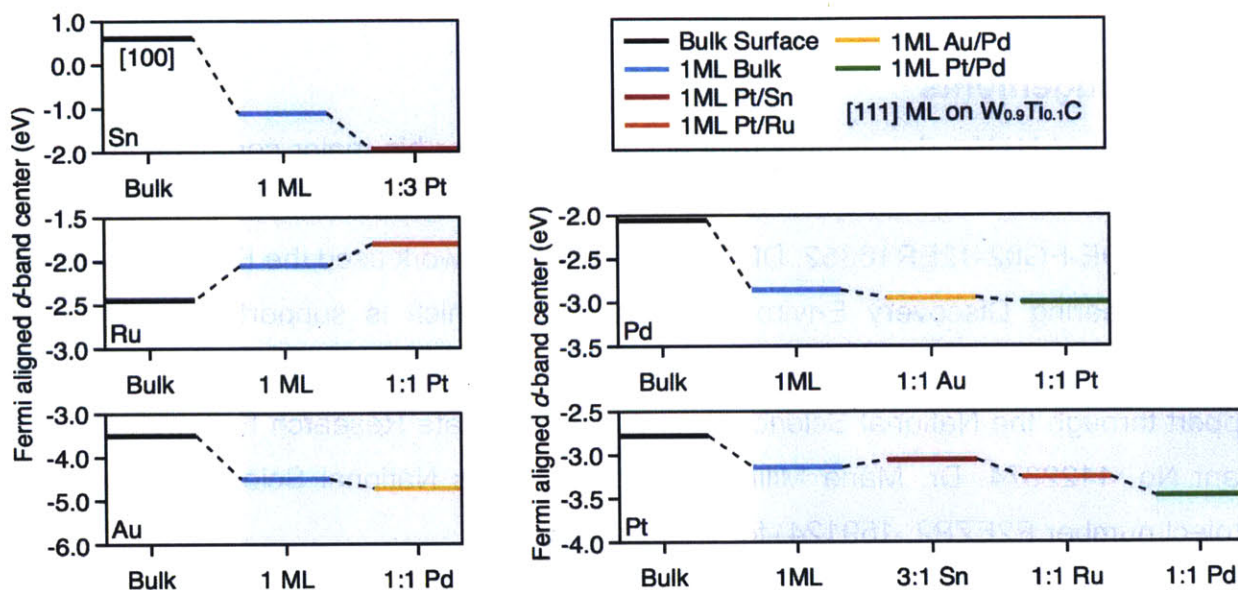 Fermi aligned d-band center (eV)
1.0
0.0
-1.0
-2.0
[100]
Sn
Bulk
1 ML
1:3 Pt
-1.5
-2.0
-2.5
-3.0
Ru
Bulk
1 ML
1:1 Pt
-3.0
-4.0
-5.0
-6.0
Au
Bulk
1 ML
1:1 Pd
Bulk Surface
1ML Bulk
1ML Pt/Sn
1ML Pt/Ru
1ML Au/Pd
1ML Pt/Pd
[111] ML on W₀.₉Ti₀.₁C
Fermi aligned d-band center (eV)
-2.0
-2.5
-3.0
-3.5
Pd
Bulk
1ML
1:1 Au
1:1 Pt
-2.5
-3.0
-3.5
-4.0
Pt
Bulk
1ML
3:1 Sn
1:1 Ru
1:1 Pd